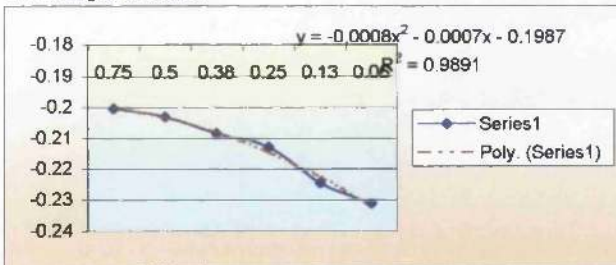 y = -0.0008x² - 0.0007x - 0.1987
R² = 0.9891
-0.18
-0.19
0.75 0.5 0.38 0.25 0.13 0.06
-0.2
-0.21
-0.22
-0.23
-0.24
Series1
Poly. (Series1)